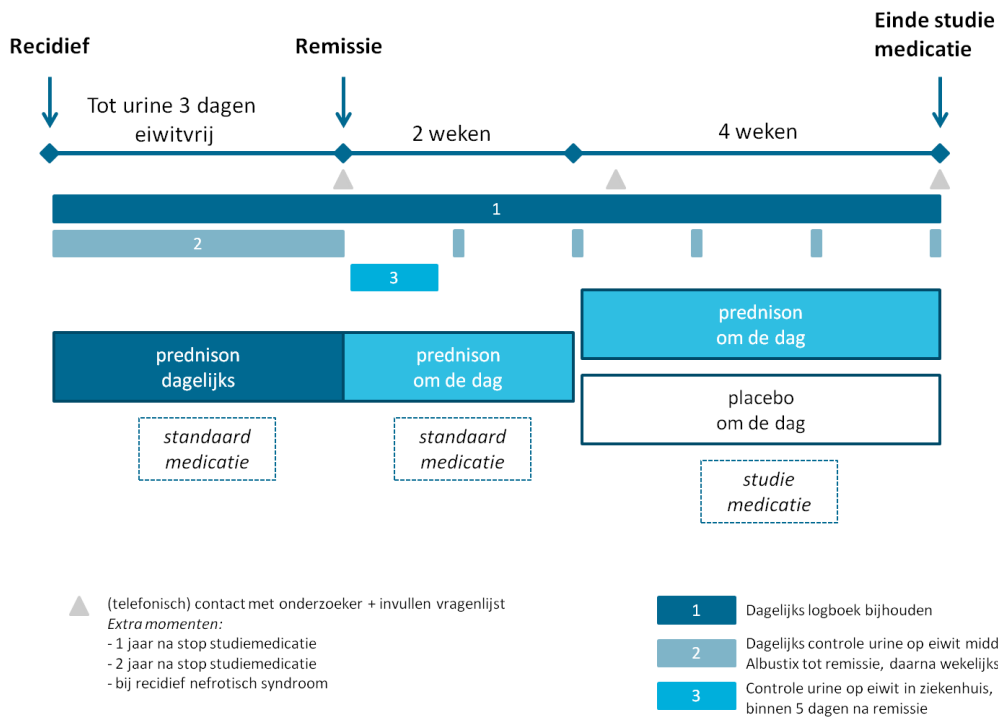 Recidief
Remissie
Einde studie
medicatie
Tot urine 3 dagen
eiwitvrij
2 weken
4 weken
1
2
3
prednison
dagelijks
prednison
om de dag
prednison
om de dag
placebo
om de dag
standaard
medicatie
standaard
medicatie
studie
medicatie
(telefonisch) contact met onderzoeker + invullen vragenlijst
Extra momenten:
- 1 jaar na stop studiemedicatie
- 2 jaar na stop studiemedicatie
- bij recidief nefrotisch syndroom
1 Dagelijks logboek bijhouden
2
Dagelijks controle urine op eiwit midd
Albustix tot remissie, daarna wekelijks
3
Controle urine op eiwit in ziekenhuis,
binnen 5 dagen na remissie